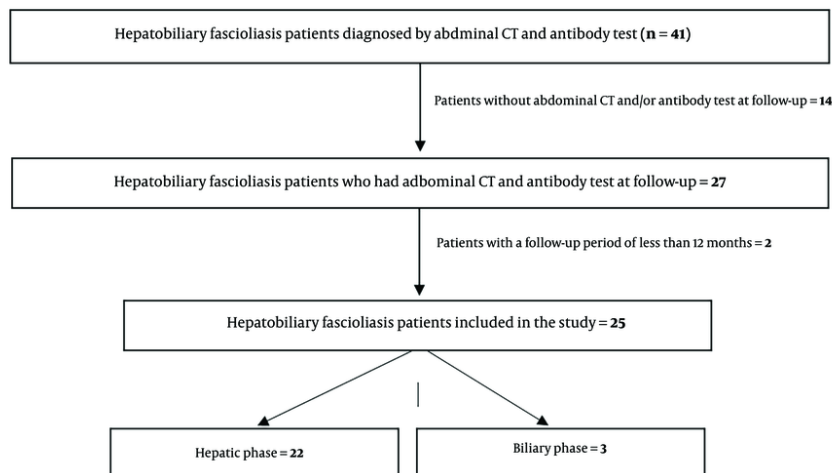 Hepatobiliary fascioliasis patients diagnosed by abdminal CT and antibody test (n = 41)
Patients without abdominal CT and/or antibody test at follow-up = 14
Hepatobiliary fascioliasis patients who had adbominal CT and antibody test at follow-up = 27
Patients with a follow-up period of less than 12 months = 2
Hepatobiliary fascioliasis patients included in the study = 25
Hepatic phase = 22
Biliary phase = 3